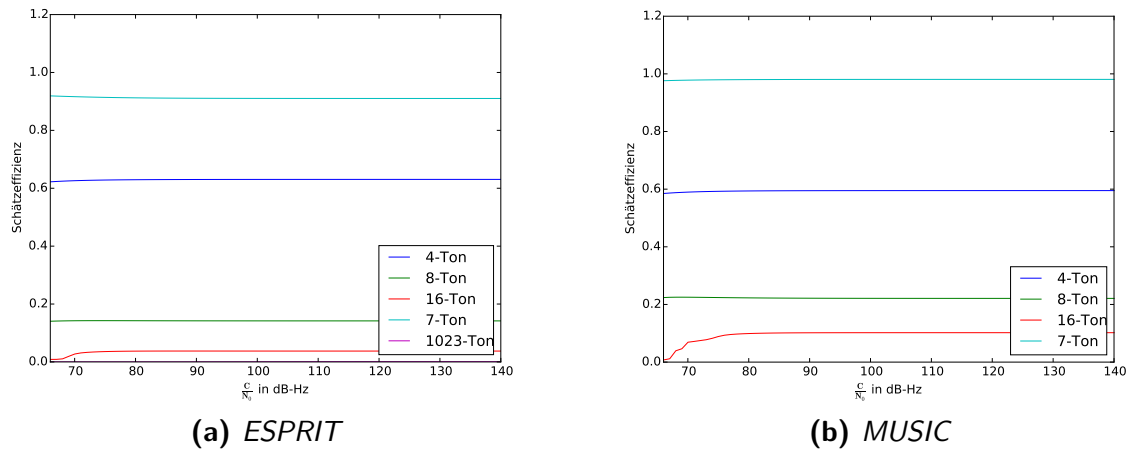 1.2
1.0
0.8
0.6
0.4
0.2
0.0
Schätzeffizienz
70 80 90 100 110 120 130 140
C/N₀ in dB-Hz
4-Ton
8-Ton
16-Ton
7-Ton
1023-Ton
(a) ESPRIT
1.2
1.0
0.8
0.6
0.4
0.2
0.0
Schätzeffizienz
70 80 90 100 110 120 130 140
C/N₀ in dB-Hz
4-Ton
8-Ton
16-Ton
7-Ton
(b) MUSIC